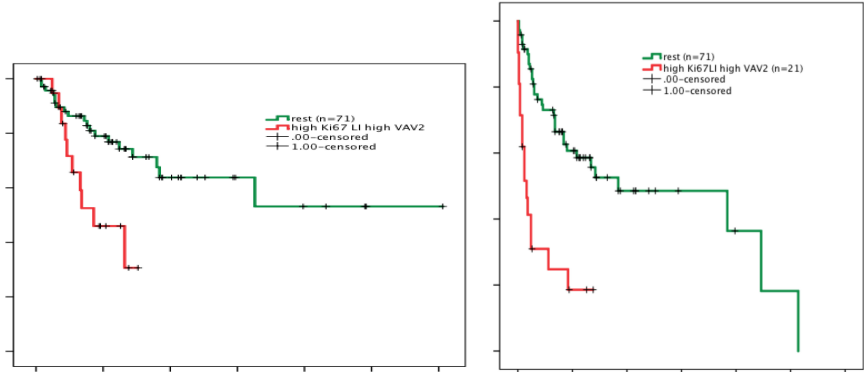 rest (n=71)
high Ki67 LI high VAV2
.00-censored
1.00-censored
rest (n=71)
high Ki67LI high VAV2 (n=21)
.00-censored
1.00-censored